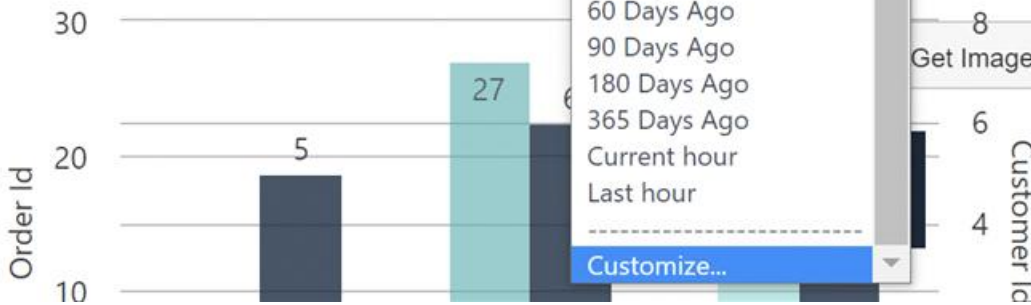 30
20
10
Order Id
5
27
6
60 Days Ago
90 Days Ago
180 Days Ago
365 Days Ago
Current hour
Last hour
------------------------------
Customize...
8
Get Image
6
4
Customer Id